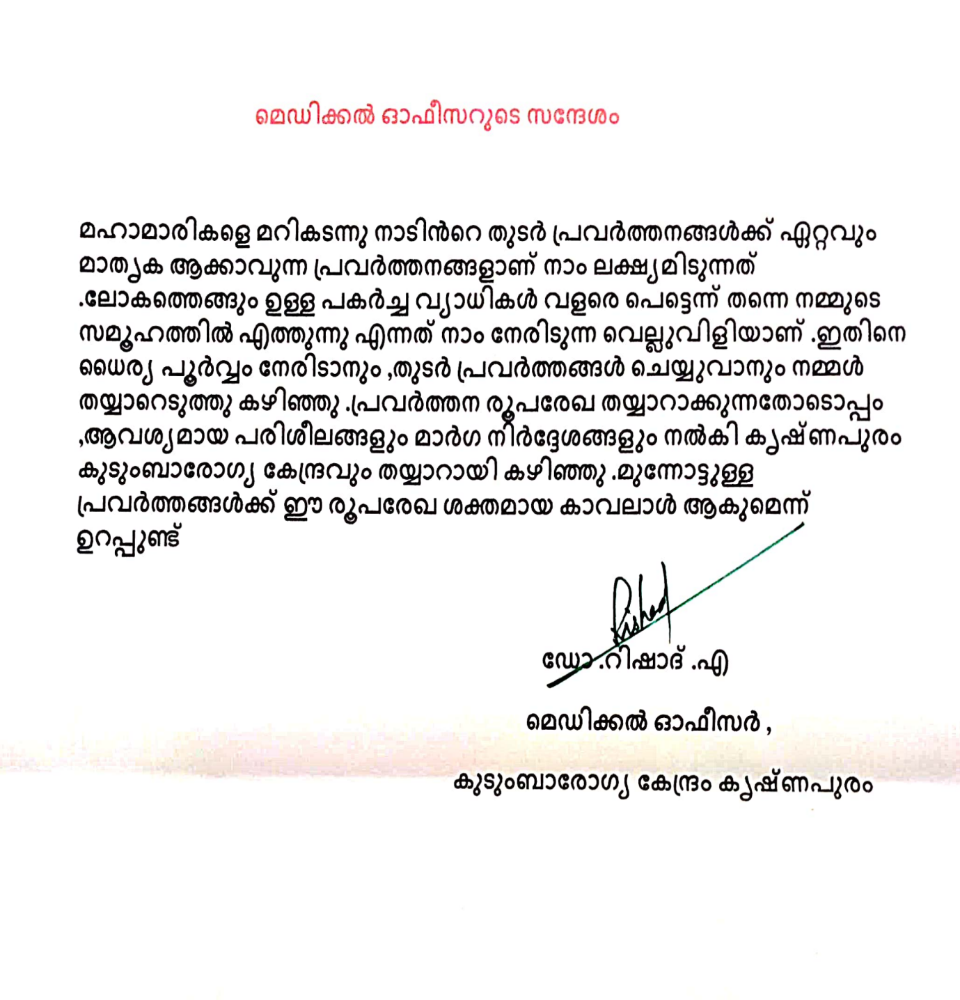 മെഡിക്കൽ ഓഫീസറുടെ സന്ദേശം
മഹാമാരികളെ മറികടന്നു നാടിൻറെ തുടർ പ്രവർത്തനങ്ങൾക്ക് ഏറ്റവും
മാതൃക ആക്കാവുന്ന പ്രവർത്തനങ്ങളാണ് നാം ലക്ഷ്യമിടുന്നത്
.ലോകത്തെങ്ങും ഉള്ള പകർച്ച വ്യാധികൾ വളരെ പെട്ടെന്ന് തന്നെ നമ്മുടെ
സമൂഹത്തിൽ എത്തുന്നു എന്നത് നാം നേരിടുന്ന വെല്ലുവിളിയാണ് .ഇതിനെ
ധൈര്യ പൂർവ്വം നേരിടാനും ,തുടർ പ്രവർത്തങ്ങൾ ചെയ്യുവാനും നമ്മൾ
തയ്യാറെടുത്തു കഴിഞ്ഞു .പ്രവർത്തന രൂപരേഖ തയ്യാറാക്കുന്നതോടൊപ്പം
,ആവശ്യമായ പരിശീലങ്ങളും മാർഗ നിർദ്ദേശങ്ങളും നൽകി കൃഷ്ണപുരം
കുടുംബാരോഗ്യ കേന്ദ്രവും തയ്യാറായി കഴിഞ്ഞു .മുന്നോട്ടുള്ള
പ്രവർത്തങ്ങൾക്ക് ഈ രൂപരേഖ ശക്തമായ കാവലാൾ ആകുമെന്ന്
ഉറപ്പുണ്ട്
Rishad
ഡോ .റിഷാദ് .എ
മെഡിക്കൽ ഓഫീസർ ,
കുടുംബാരോഗ്യ കേന്ദ്രം കൃഷ്ണപുരം